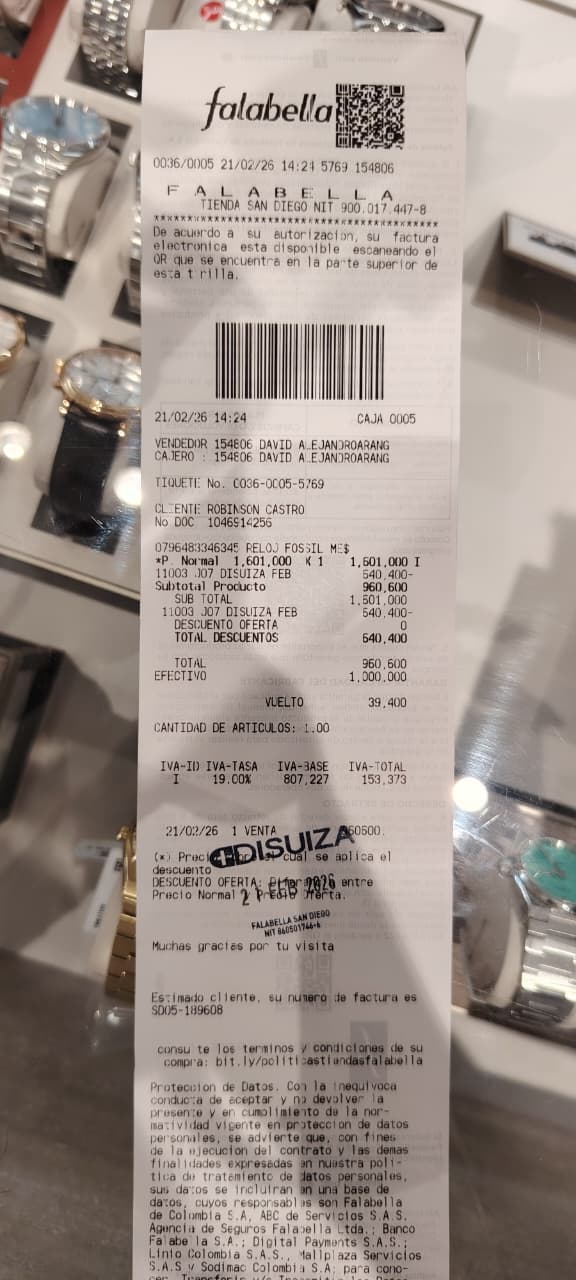 falabella
0036/0005 21/02/26 14:24 5769 154806
F A L A B E L L A
TIENDA SAN DIEGO NIT 900.017.447-8
****************************************
De acuerdo a su autorizacion, su factura
electronica esta disponible escaneando el
QR que se encuentra en la parte superior de
esta t rilla.
21/02/26 14:24 CAJA 0005
VENDEDOR 154806 DAVID ALEJANDROARANG
CAJERO : 154806 DAVID ALEJANDROARANG
TIQUETE No. 0036-0005-5769
CLIENTE ROBINSON CASTRO
No DOC 1046914256
0796483346345 RELOJ FOSSIL ME$
*P. Normal 1,601,000 X 1 1,601,000 I
11003 J07 DISUIZA FEB 640,400-
Subtotal Producto 960,600
SUB TOTAL 1,601,000
11003 J07 DISUIZA FEB 640,400-
DESCUENTO OFERTA 0
TOTAL DESCUENTOS 640,400
TOTAL 960,600
EFECTIVO 1,000,000
VUELTO 39,400
CANTIDAD DE ARTICULOS: 1.00
IVA-ID IVA-TASA IVA-BASE IVA-TOTAL
I 19.00% 807,227 153,373
21/02/26 1 VENTA 960600.
DISUIZA
(*) Precio sobre el cual se aplica el
descuento
DESCUENTO OFERTA: Diferencia entre
Precio Normal y Precio Oferta.
21 FEB 2026
FALABELLA SAN DIEGO
Muchas gracias por tu visita
Estimado cliente, su numero de factura es
SD05-189608
consu te los terminos y condiciones de su
compra: bit.ly/politicastiendasfalabella
Proteccion de Datos. Con la inequivoca
conducta de aceptar y no devolver la
presente y en cumplimiento de la nor-
matividad vigente en proteccion de datos
personales, se advierte que, con fines
de la ejecucion del contrato y las demas
finalidades expresadas en nuestra poli-
tica de tratamiento de datos personales,
sus datos se incluiran en una base de
datos, cuyos responsables son Falabella
de Colombia S.A, ABC de Servicios S.A.S.
Agencia de Seguros Falabella Ltda.; Banco
Falabe la S.A.; Digital Payments S.A.S.;
Linio Colombia S.A.S., Mallplaza Servicios
S.A.S y Sodimac Colombia S.A; para cono-